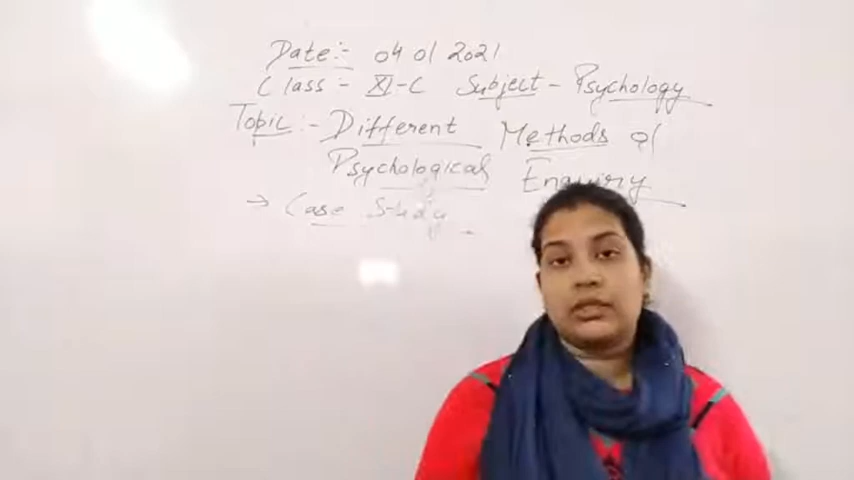 Date:- 04 01 2021
Class - XI-C Subject - Psychology
Topic:- Different Methods of
Psychological Enquiry
→ Case Study